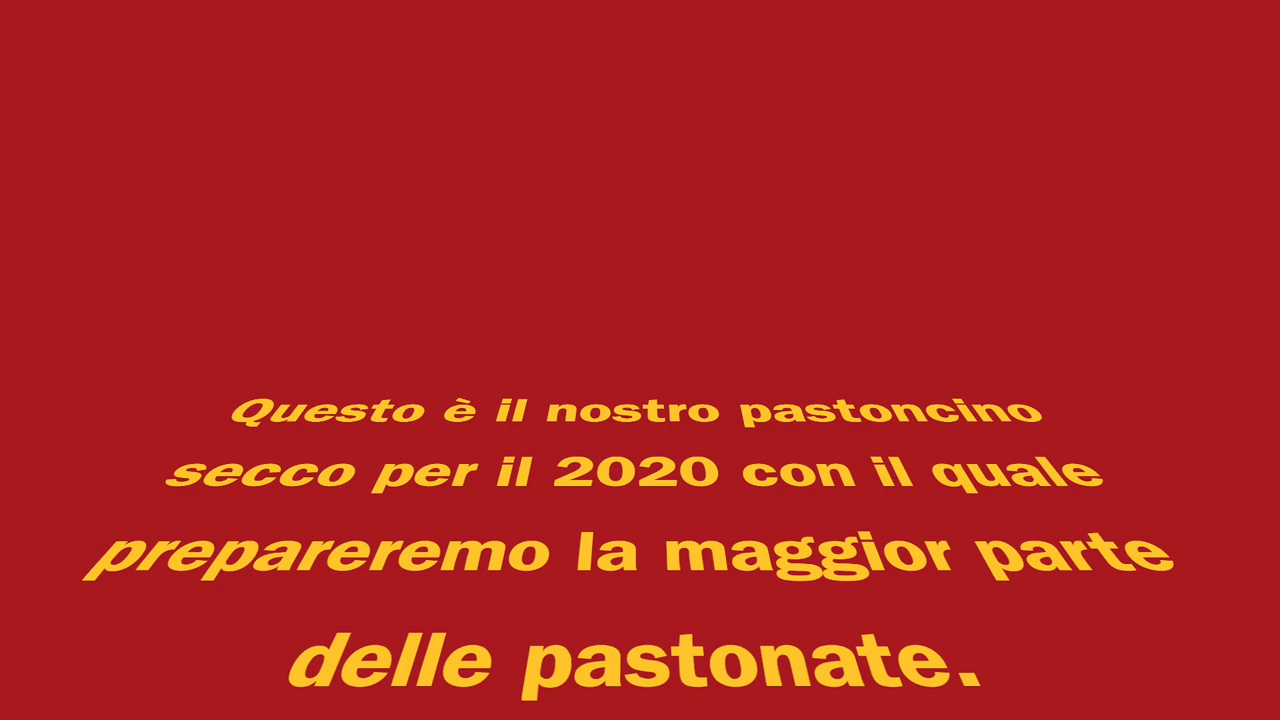 Questo è il nostro pastoncino
secco per il 2020 con il quale
prepareremo la maggior parte
delle pastonate.